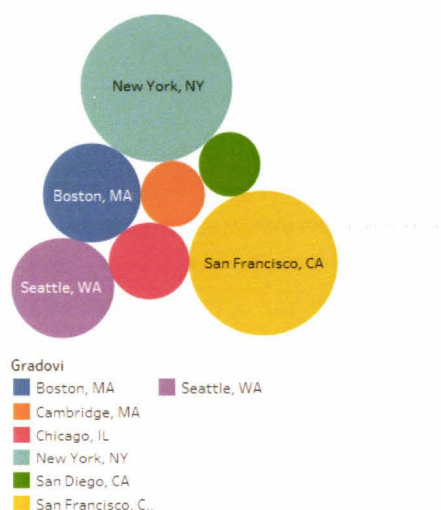 New York, NY
Boston, MA
San Francisco, CA
Seattle, WA
Gradovi
Boston, MA
Seattle, WA
Cambridge, MA
Chicago, IL
New York, NY
San Diego, CA
San Francisco, C..